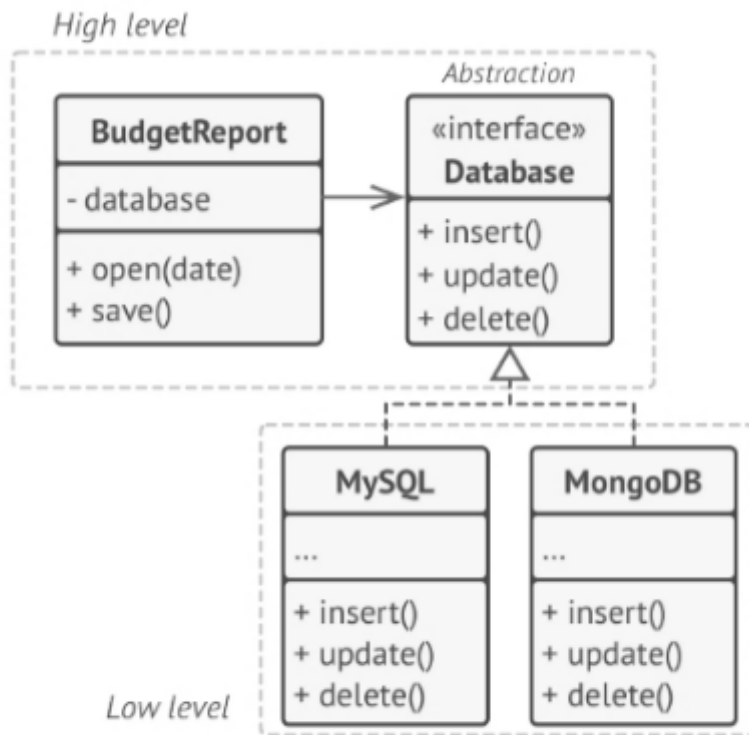 High level
Abstraction
BudgetReport
- database
+ open(date)
+ save()
«interface»
Database
+ insert()
+ update()
+ delete()
MySQL
...
+ insert()
+ update()
+ delete()
MongoDB
...
+ insert()
+ update()
+ delete()
Low level